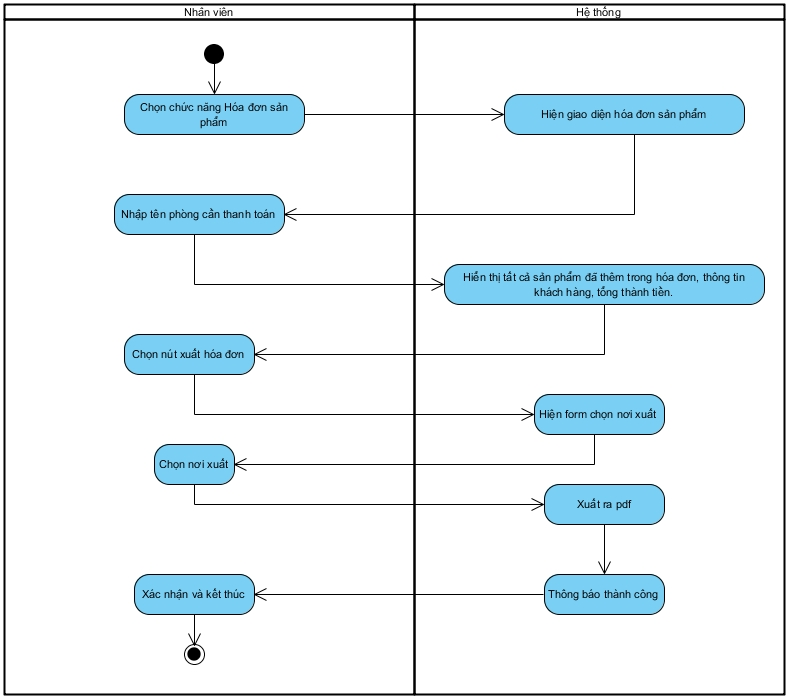 Nhân viên
Hệ thống
Chọn chức năng Hóa đơn sản
phẩm
Hiện giao diện hóa đơn sản phẩm
Nhập tên phòng cần thanh toán
Hiển thị tất cả sản phẩm đã thêm trong hóa đơn, thông tin
khách hàng, tổng thành tiền.
Chọn nút xuất hóa đơn
Hiện form chọn nơi xuất
Chọn nơi xuất
Xuất ra pdf
Xác nhận và kết thúc
Thông báo thành công